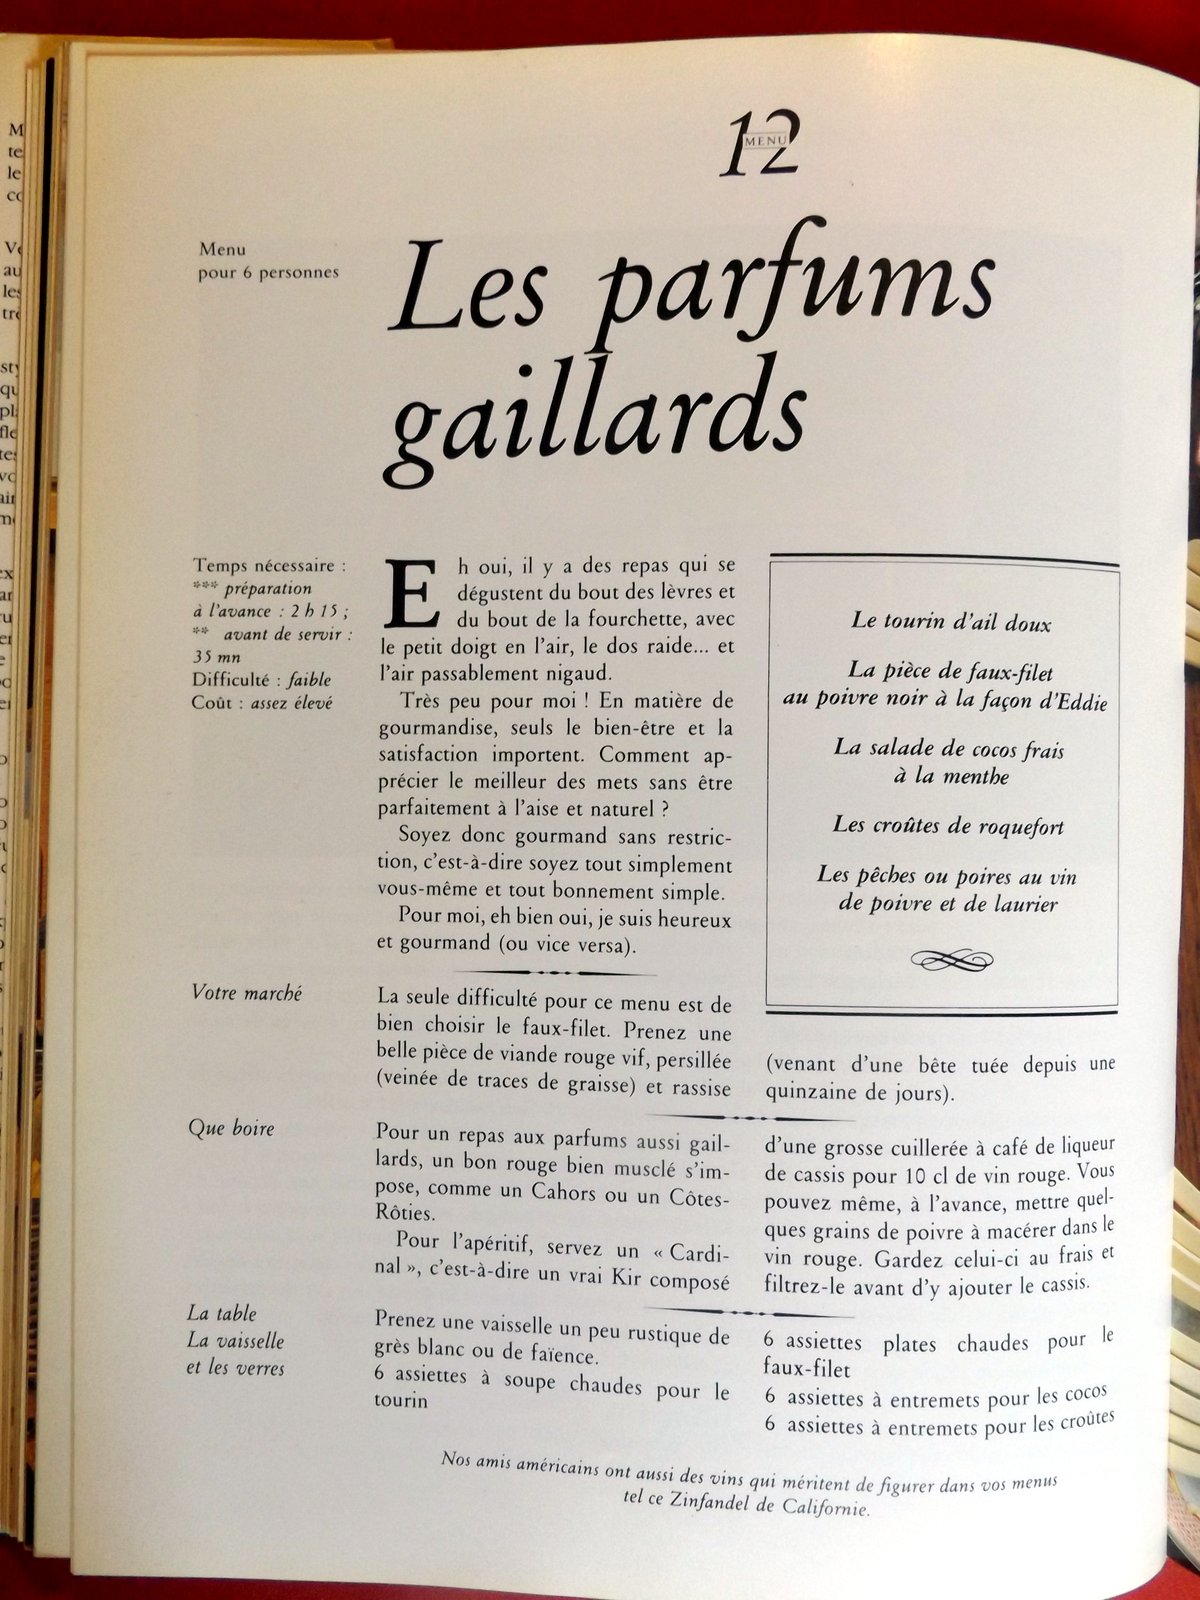 12
MENU
Menu
pour 6 personnes
Les parfums
gaillards
Temps nécessaire :
*** préparation
à l'avance : 2 h 15 ;
** avant de servir :
35 mn
Difficulté : faible
Coût : assez élevé
Eh oui, il y a des repas qui se
dégustent du bout des lèvres et
du bout de la fourchette, avec
le petit doigt en l'air, le dos raide... et
l'air passablement nigaud.
Très peu pour moi ! En matière de
gourmandise, seuls le bien-être et la
satisfaction importent. Comment ap-
précier le meilleur des mets sans être
parfaitement à l'aise et naturel ?
Soyez donc gourmand sans restric-
tion, c'est-à-dire soyez tout simplement
vous-même et tout bonnement simple.
Pour moi, eh bien oui, je suis heureux
et gourmand (ou vice versa).
Le tourin d'ail doux
La pièce de faux-filet
au poivre noir à la façon d'Eddie
La salade de cocos frais
à la menthe
Les croûtes de roquefort
Les pêches ou poires au vin
de poivre et de laurier
Votre marché
La seule difficulté pour ce menu est de
bien choisir le faux-filet. Prenez une
belle pièce de viande rouge vif, persillée
(veinée de traces de graisse) et rassise
(venant d'une bête tuée depuis une
quinzaine de jours).
Que boire
Pour un repas aux parfums aussi gail-
lards, un bon rouge bien musclé s'im-
pose, comme un Cahors ou un Côtes-
Rôties.
Pour l'apéritif, servez un « Cardi-
nal », c'est-à-dire un vrai Kir composé
d'une grosse cuillerée à café de liqueur
de cassis pour 10 cl de vin rouge. Vous
pouvez même, à l'avance, mettre quel-
ques grains de poivre à macérer dans le
vin rouge. Gardez celui-ci au frais et
filtrez-le avant d'y ajouter le cassis.
La table
La vaisselle
et les verres
Prenez une vaisselle un peu rustique de
grès blanc ou de faïence.
6 assiettes à soupe chaudes pour le
tourin
6 assiettes plates chaudes pour le
faux-filet
6 assiettes à entremets pour les cocos
6 assiettes à entremets pour les croûtes
Nos amis américains ont aussi des vins qui méritent de figurer dans vos menus
tel ce Zinfandel de Californie.